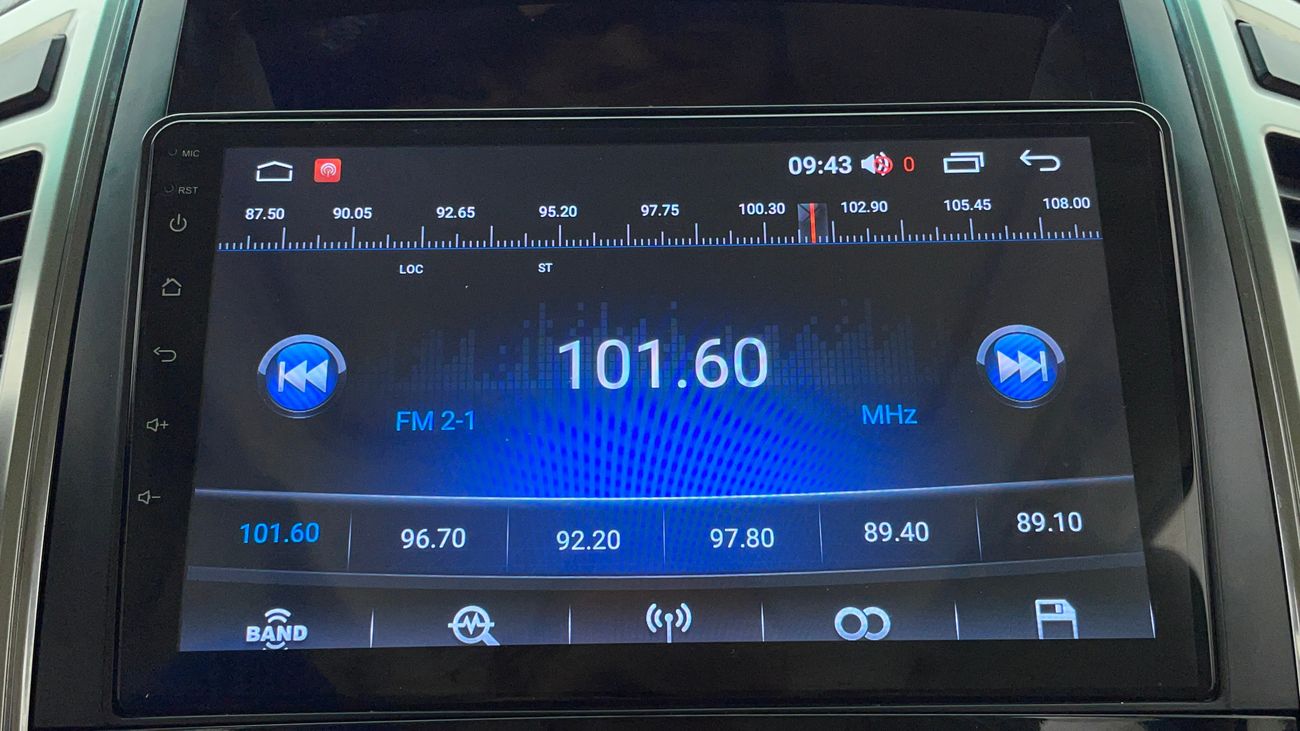 MIC
RST
09:43 0
87.50 90.05 92.65 95.20 97.75 100.30 102.90 105.45 108.00
LOC ST
101.60
FM 2-1 MHz
101.60 96.70 92.20 97.80 89.40 89.10
BAND